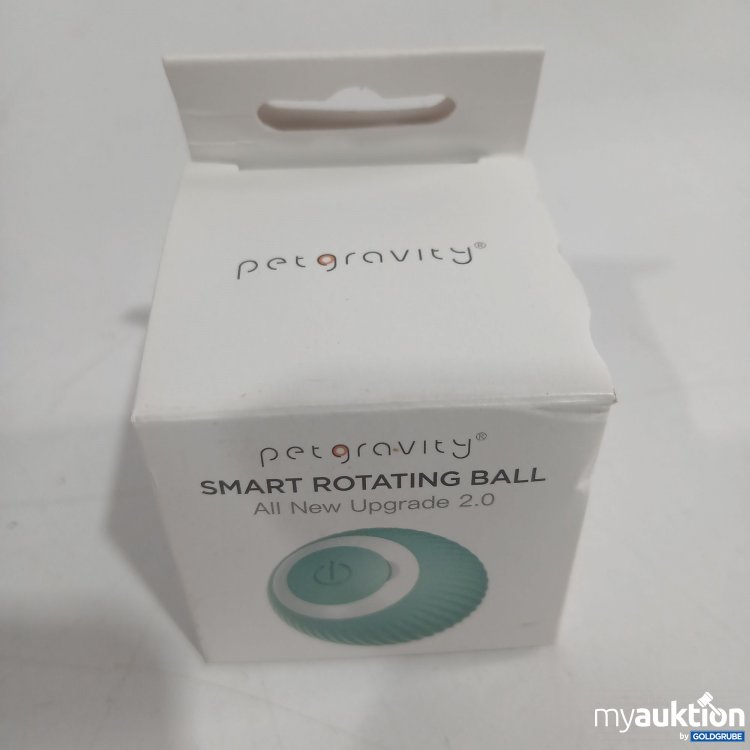 petgravity®
petgravity®
SMART ROTATING BALL
All New Upgrade 2.0
myauktion
by GOLDGRUBE